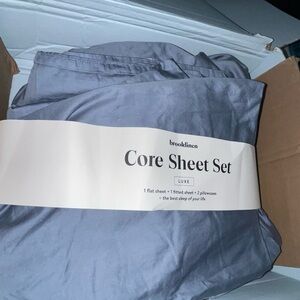 brooklinen
Core Sheet Set
LUXE
1 flat sheet • 1 fitted sheet • 2 pillowcases
+ the best sleep of your life